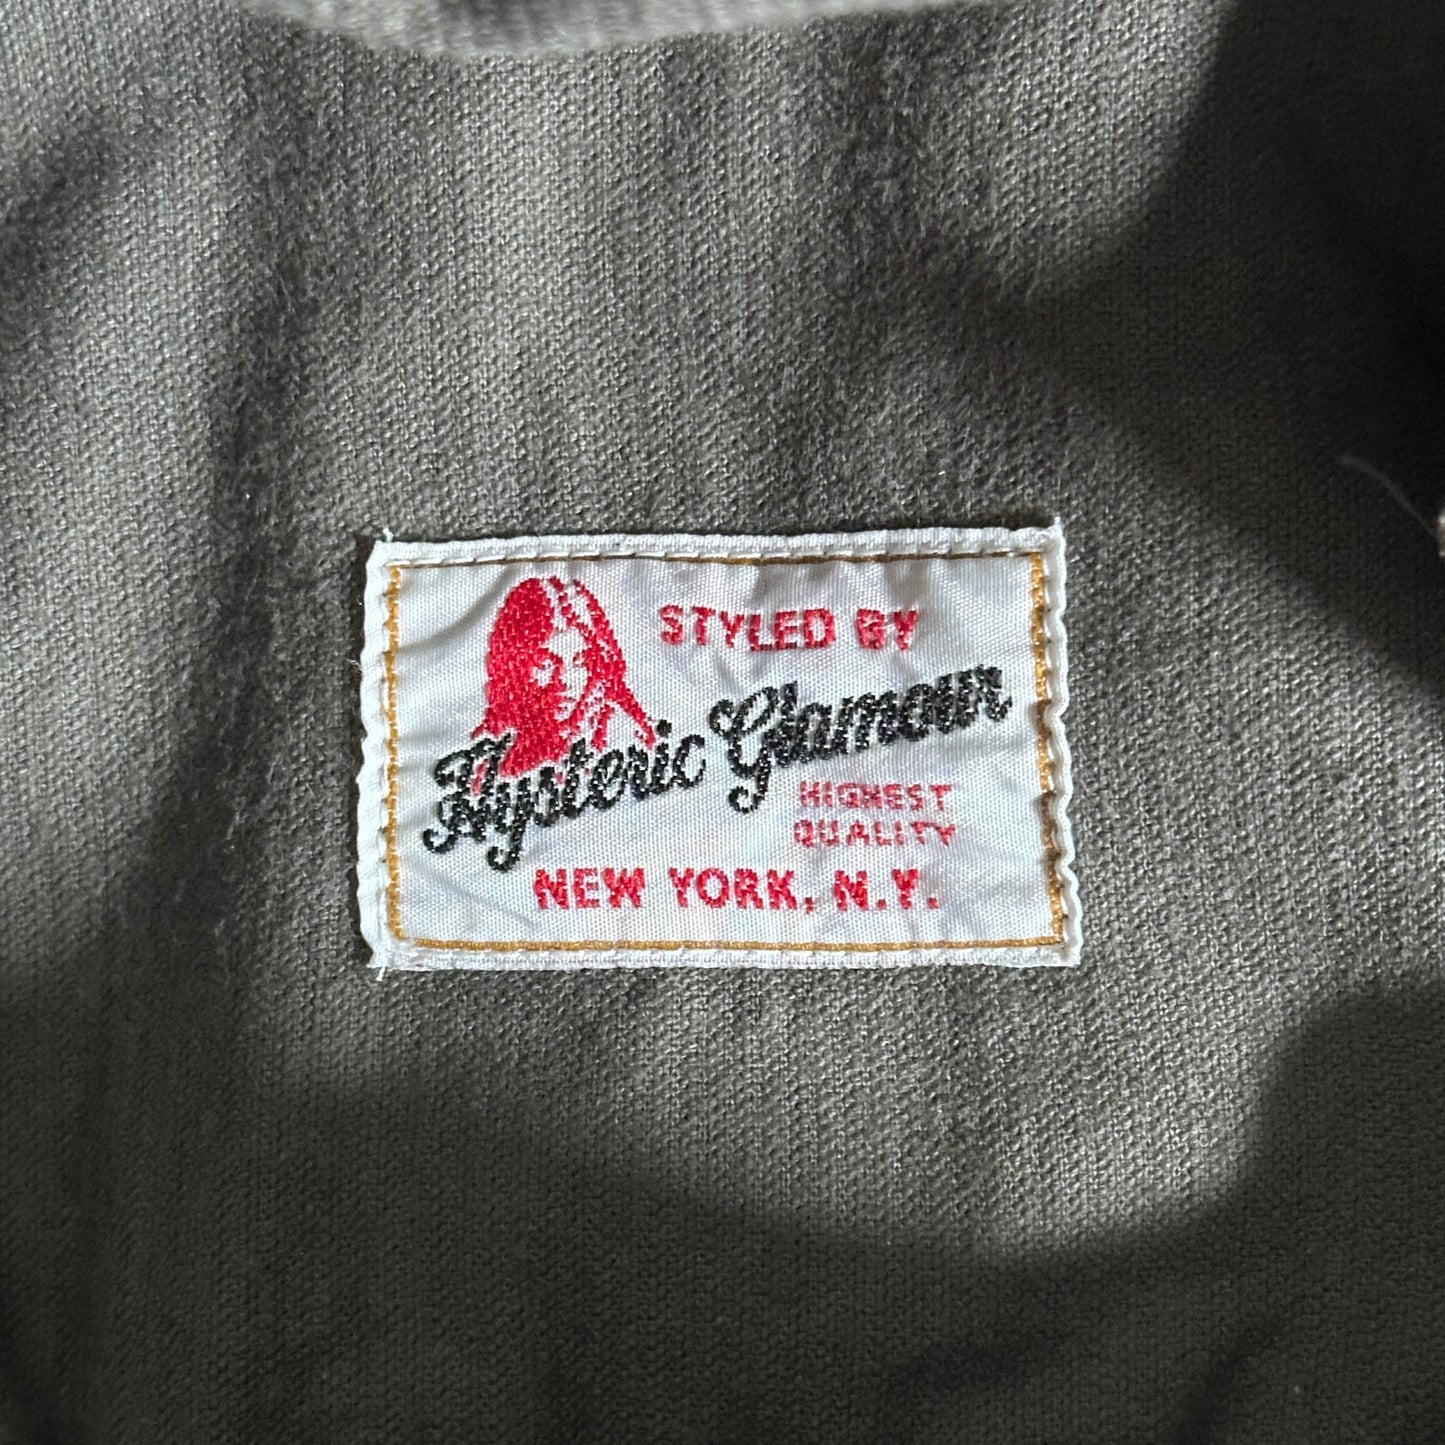 STYLED BY
Hysteric Glamour
HIGHEST
QUALITY
NEW YORK, N.Y.